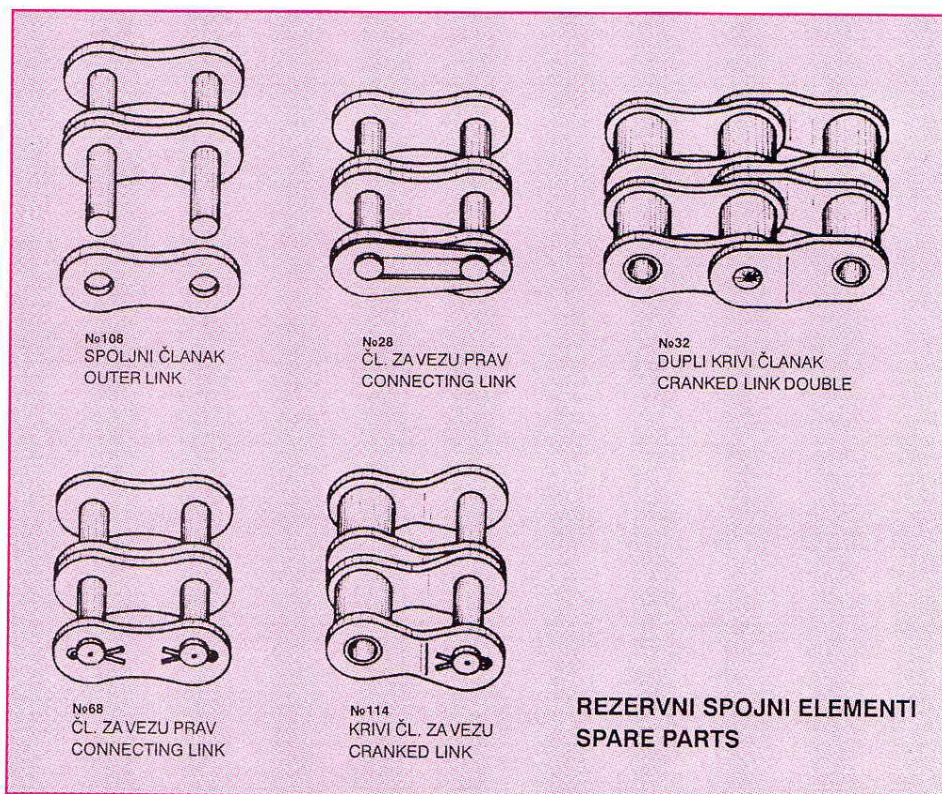 №108
SPOLJNI ČLANAK
OUTER LINK
№28
ČL. ZA VEZU PRAV
CONNECTING LINK
№32
DUPLI KRIVI ČLANAK
CRANKED LINK DOUBLE
№68
ČL. ZA VEZU PRAV
CONNECTING LINK
№114
KRIVI ČL. ZA VEZU
CRANKED LINK
REZERVNI SPOJNI ELEMENTI
SPARE PARTS